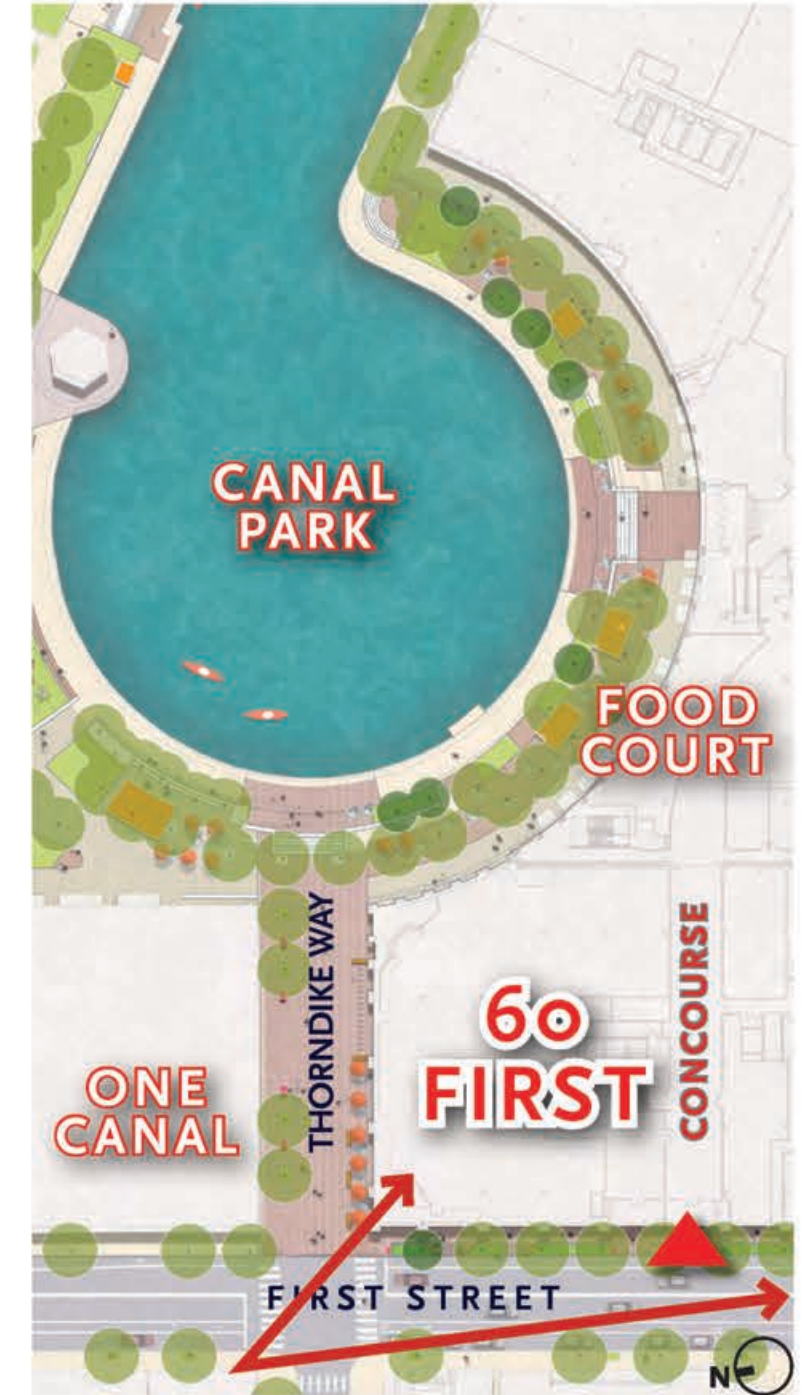 CANAL
PARK
FOOD
COURT
THORNDIKE WAY
CONCOURSE
60
FIRST
ONE
CANAL
FIRST STREET
N